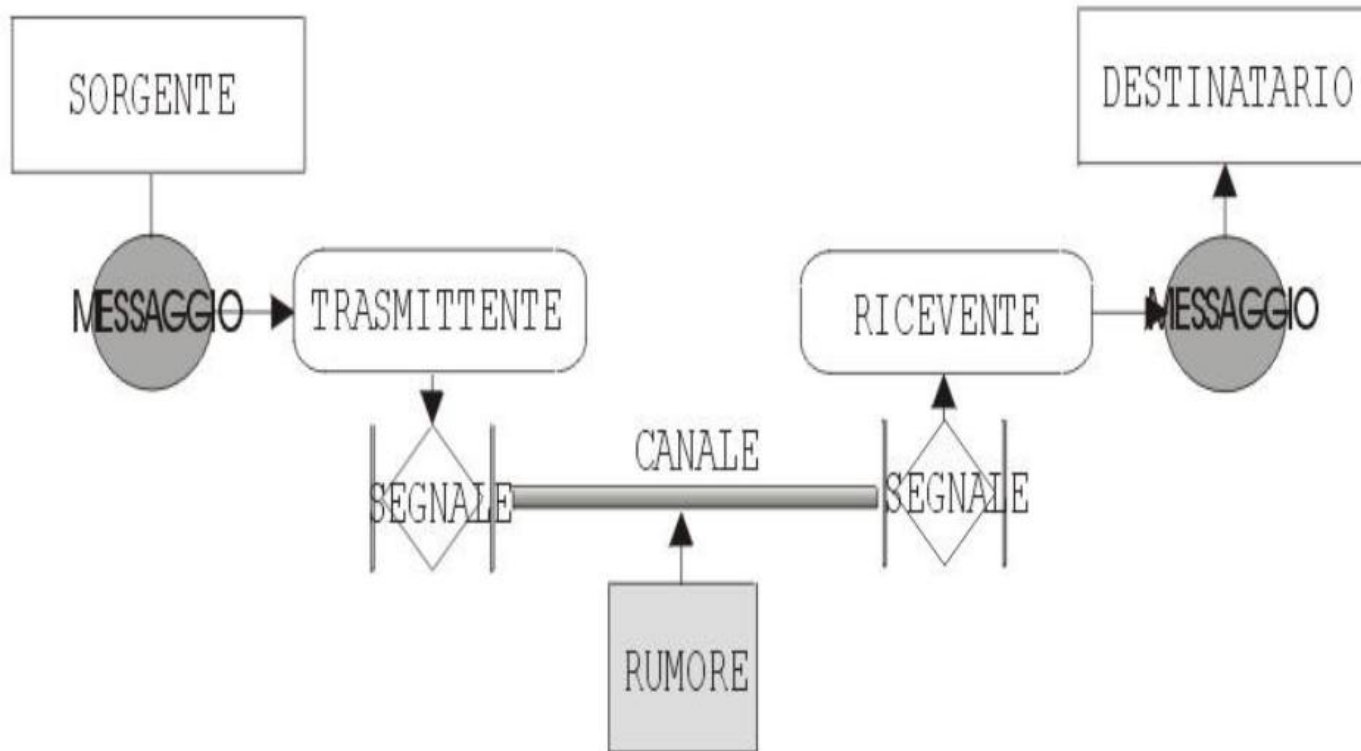 SORGENTE
DESTINATARIO
MESSAGGIO
TRASMITTENTE
RICEVENTE
MESSAGGIO
CANALE
SEGNALE
SEGNALE
RUMORE